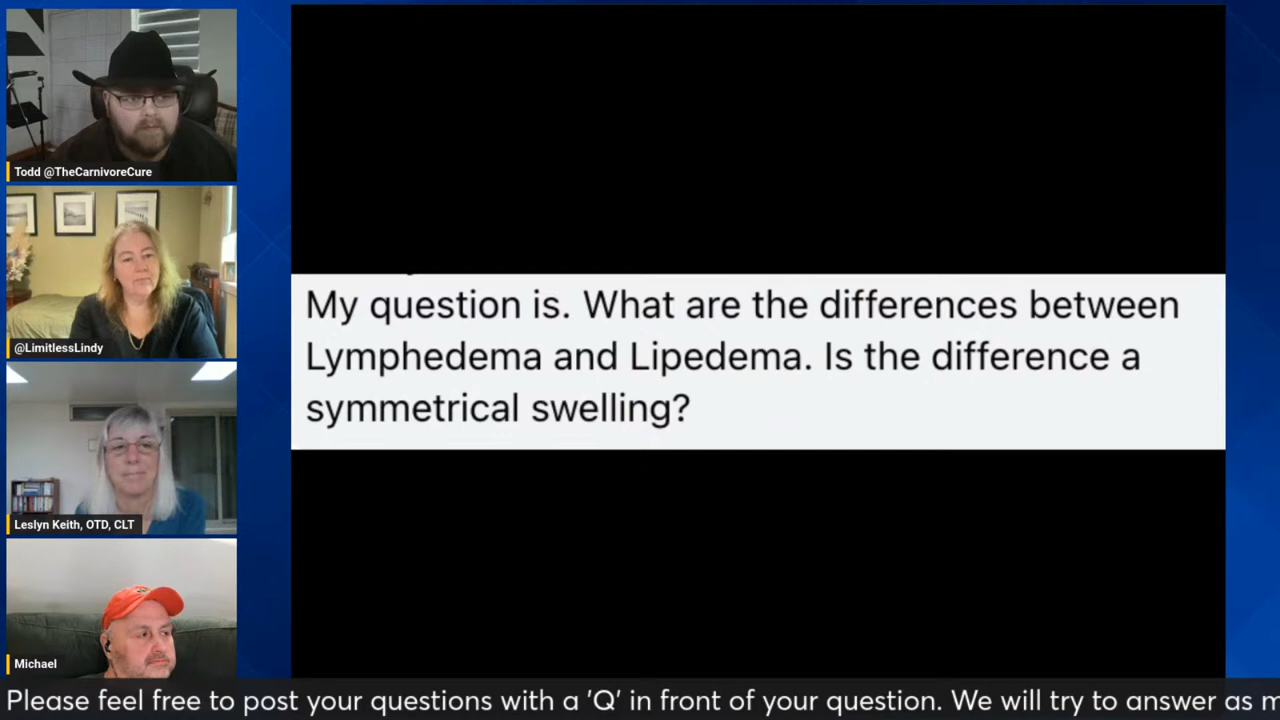 Todd @TheCarnivoreCure
@LimitlessLindy
Leslyn Keith, OTD, CLT
Michael
My question is. What are the differences between
Lymphedema and Lipedema. Is the difference a
symmetrical swelling?
Please feel free to post your questions with a 'Q' in front of your question. We will try to answer as m